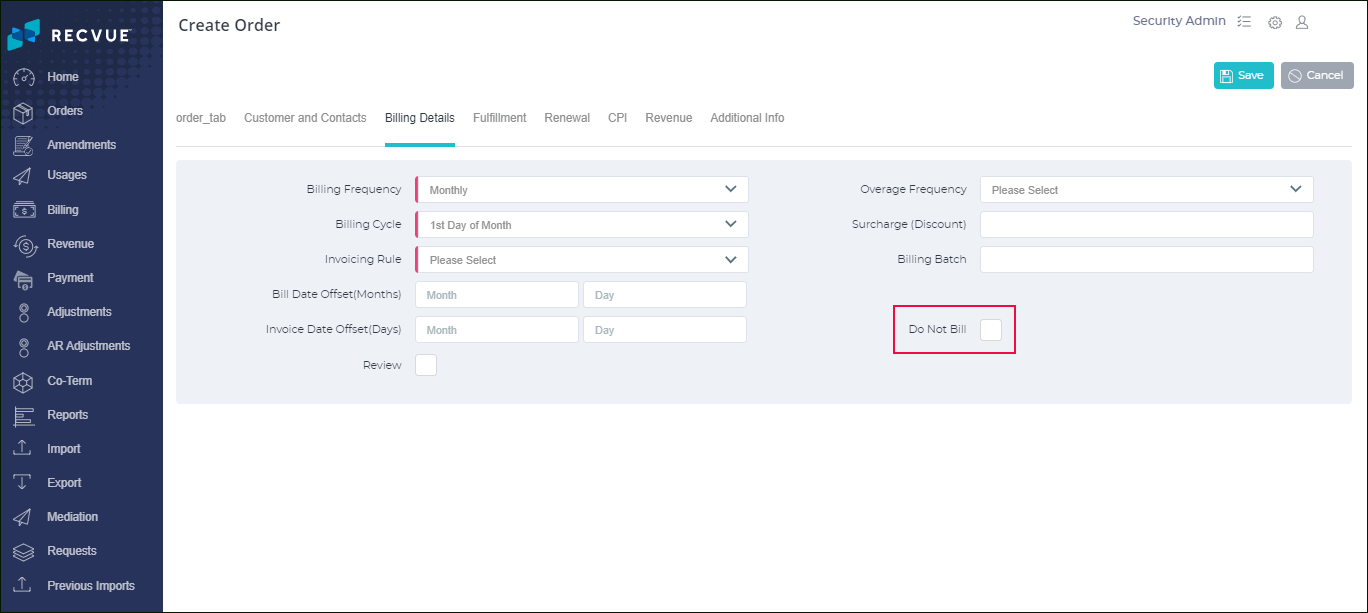 RECVUE
Create Order
Security Admin
Save
Cancel
Home
Orders
Amendments
Usages
Billing
Revenue
Payment
Adjustments
AR Adjustments
Co-Term
Reports
Import
Export
Mediation
Requests
Previous Imports
order_tab Customer and Contacts Billing Details Fulfillment Renewal CPI Revenue Additional Info
Billing Frequency Monthly
Billing Cycle 1st Day of Month
Invoicing Rule Please Select
Bill Date Offset(Months) Month Day
Invoice Date Offset(Days) Month Day
Review
Overage Frequency Please Select
Surcharge (Discount)
Billing Batch
Do Not Bill